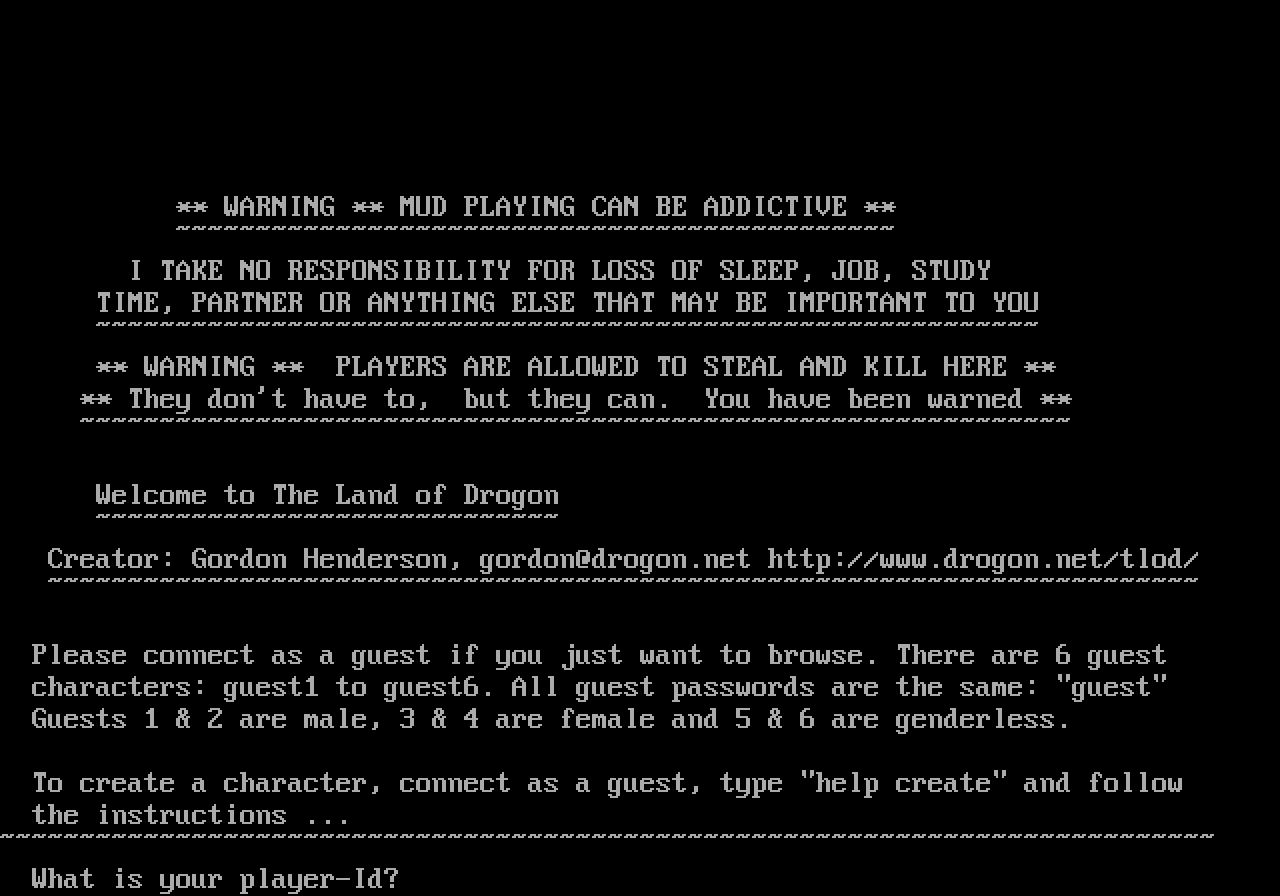 ** WARNING ** MUD PLAYING CAN BE ADDICTIVE **
~~~~~~~~~~~~~~~~~~~~~~~~~~~~~~~~~~~~~~~~~~~~~
I TAKE NO RESPONSIBILITY FOR LOSS OF SLEEP, JOB, STUDY
TIME, PARTNER OR ANYTHING ELSE THAT MAY BE IMPORTANT TO YOU
~~~~~~~~~~~~~~~~~~~~~~~~~~~~~~~~~~~~~~~~~~~~~~~~~~~~~~~~~~~
** WARNING **  PLAYERS ARE ALLOWED TO STEAL AND KILL HERE **
** They don't have to,  but they can.  You have been warned **
~~~~~~~~~~~~~~~~~~~~~~~~~~~~~~~~~~~~~~~~~~~~~~~~~~~~~~~~~~~~~~
Welcome to The Land of Drogon
~~~~~~~~~~~~~~~~~~~~~~~~~~~~~
Creator: Gordon Henderson, gordon@drogon.net http://www.drogon.net/tlod/
~~~~~~~~~~~~~~~~~~~~~~~~~~~~~~~~~~~~~~~~~~~~~~~~~~~~~~~~~~~~~~~~~~~~~~~~
Please connect as a guest if you just want to browse. There are 6 guest
characters: guest1 to guest6. All guest passwords are the same: "guest"
Guests 1 & 2 are male, 3 & 4 are female and 5 & 6 are genderless.
To create a character, connect as a guest, type "help create" and follow
the instructions ...
~~~~~~~~~~~~~~~~~~~~~~~~~~~~~~~~~~~~~~~~~~~~~~~~~~~~~~~~~~~~~~~~~~~~~~~~~~~~
What is your player-Id?